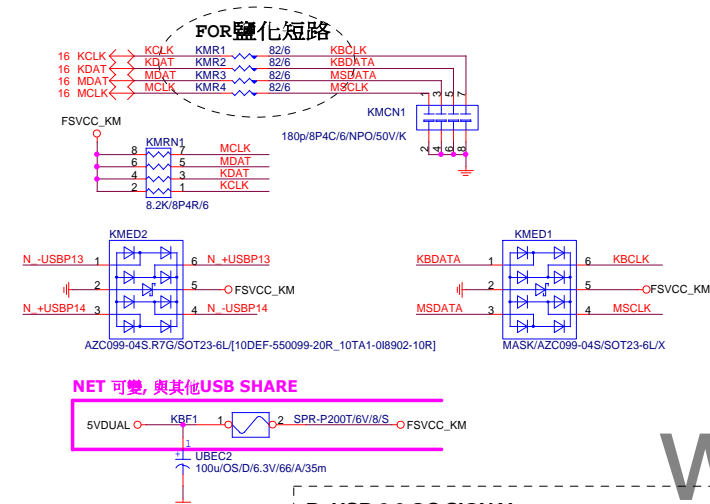 FOR鹽化短路
16 KCLK KCLK KMR1 82/6 KBCLK
16 KDAT KDAT KMR2 82/6 KBDATA
16 MDAT MDAT KMR3 82/6 MSDATA
16 MCLK MCLK KMR4 82/6 MSCLK
1 3 5 7
KMCN1
180p/8P4C/6/NPO/50V/K
2 4 6 8
FSVCC_KM
KMRN1
8 7 MCLK
6 5 MDAT
4 3 KDAT
2 1 KCLK
8.2K/8P4R/6
KMED2
N_-USBP13 1 6 N_+USBP13
2 5 FSVCC_KM
N_+USBP14 3 4 N_-USBP14
AZC099-04S.R7G/SOT23-6L/[10DEF-550099-20R_10TA1-0I8902-10R]
KMED1
KBDATA 1 6 KBCLK
2 5 FSVCC_KM
MSDATA 3 4 MSCLK
MASK/AZC099-04S/SOT23-6L/X
NET 可變, 與其他USB SHARE
5VDUAL KBF1 1 2 SPR-P200T/6V/8/S FSVCC_KM
1
+
UBEC2
100u/OS/D/6.3V/66/A/35m
W